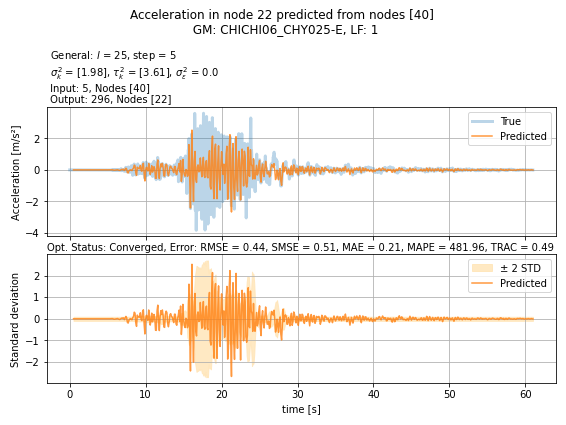 Acceleration in node 22 predicted from nodes [40]
GM: CHICHI06_CHY025-E, LF: 1
General: l = 25, step = 5
σ²ₖ = [1.98], τ²ₖ = [3.61], σ²ε = 0.0
Input: 5, Nodes [40]
Output: 296, Nodes [22]
Acceleration [m/s²]
2
0
−2
−4
True
Predicted
Opt. Status: Converged, Error: RMSE = 0.44, SMSE = 0.51, MAE = 0.21, MAPE = 481.96, TRAC = 0.49
Standard deviation
2
1
0
−1
−2
± 2 STD
Predicted
0 10 20 30 40 50 60
time [s]